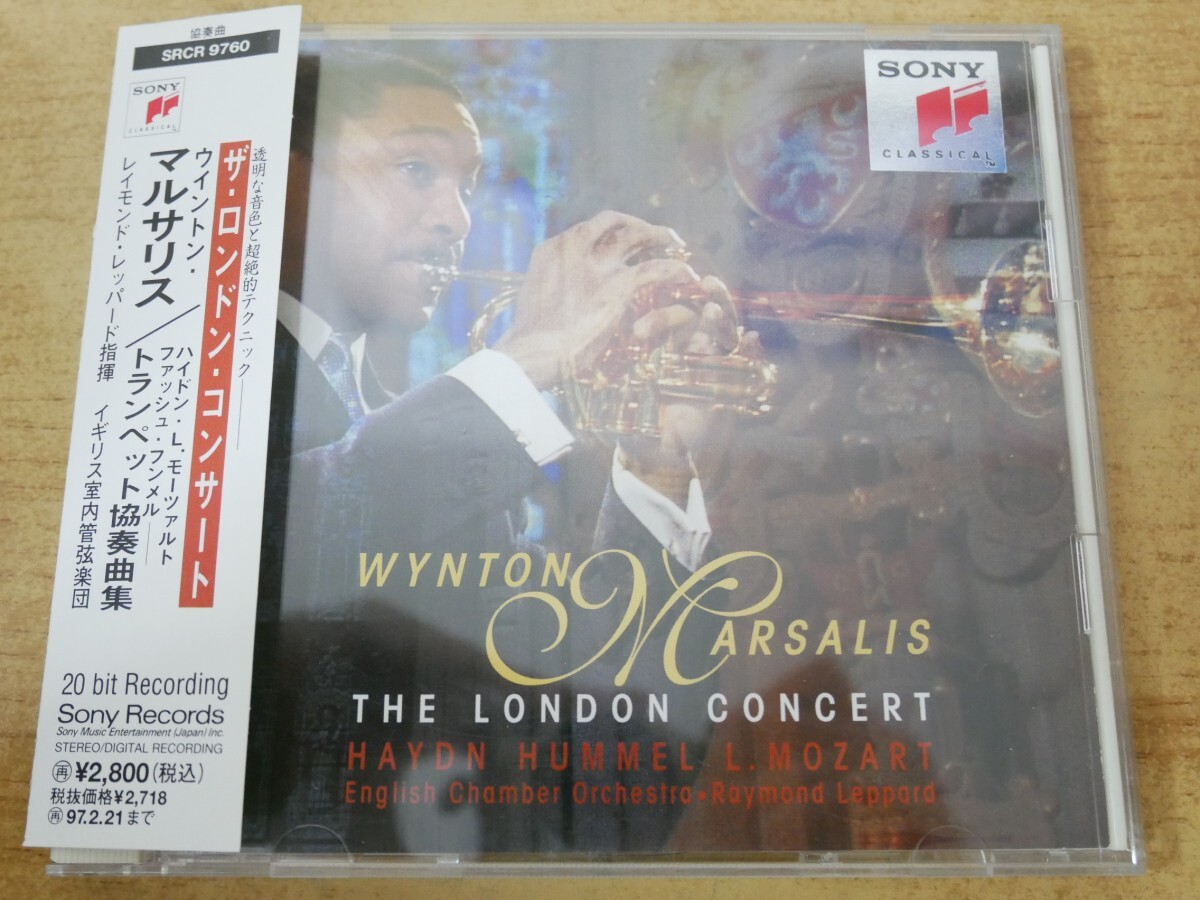 協奏曲
SRCR 9760
SONY
CLASSICAL
透明な音色と超絶的テクニック——
ザ・ロンドン・コンサート
ウイントン・
マルサリス/
ハイドン・L.モーツァルト
ファッシュ・フンメル——
トランペット協奏曲集
レイモンド・レッパード指揮 イギリス室内管弦楽団
20 bit Recording
Sony Records
Sony Music Entertainment (Japan) Inc.
STEREO/DIGITAL RECORDING
再 ¥2,800(税込)
税抜価格¥2,718
再 97.2.21まで
SONY
CLASSICAL™
WYNTON MARSALIS
THE LONDON CONCERT
HAYDN HUMMEL L. MOZART
English Chamber Orchestra • Raymond Leppard